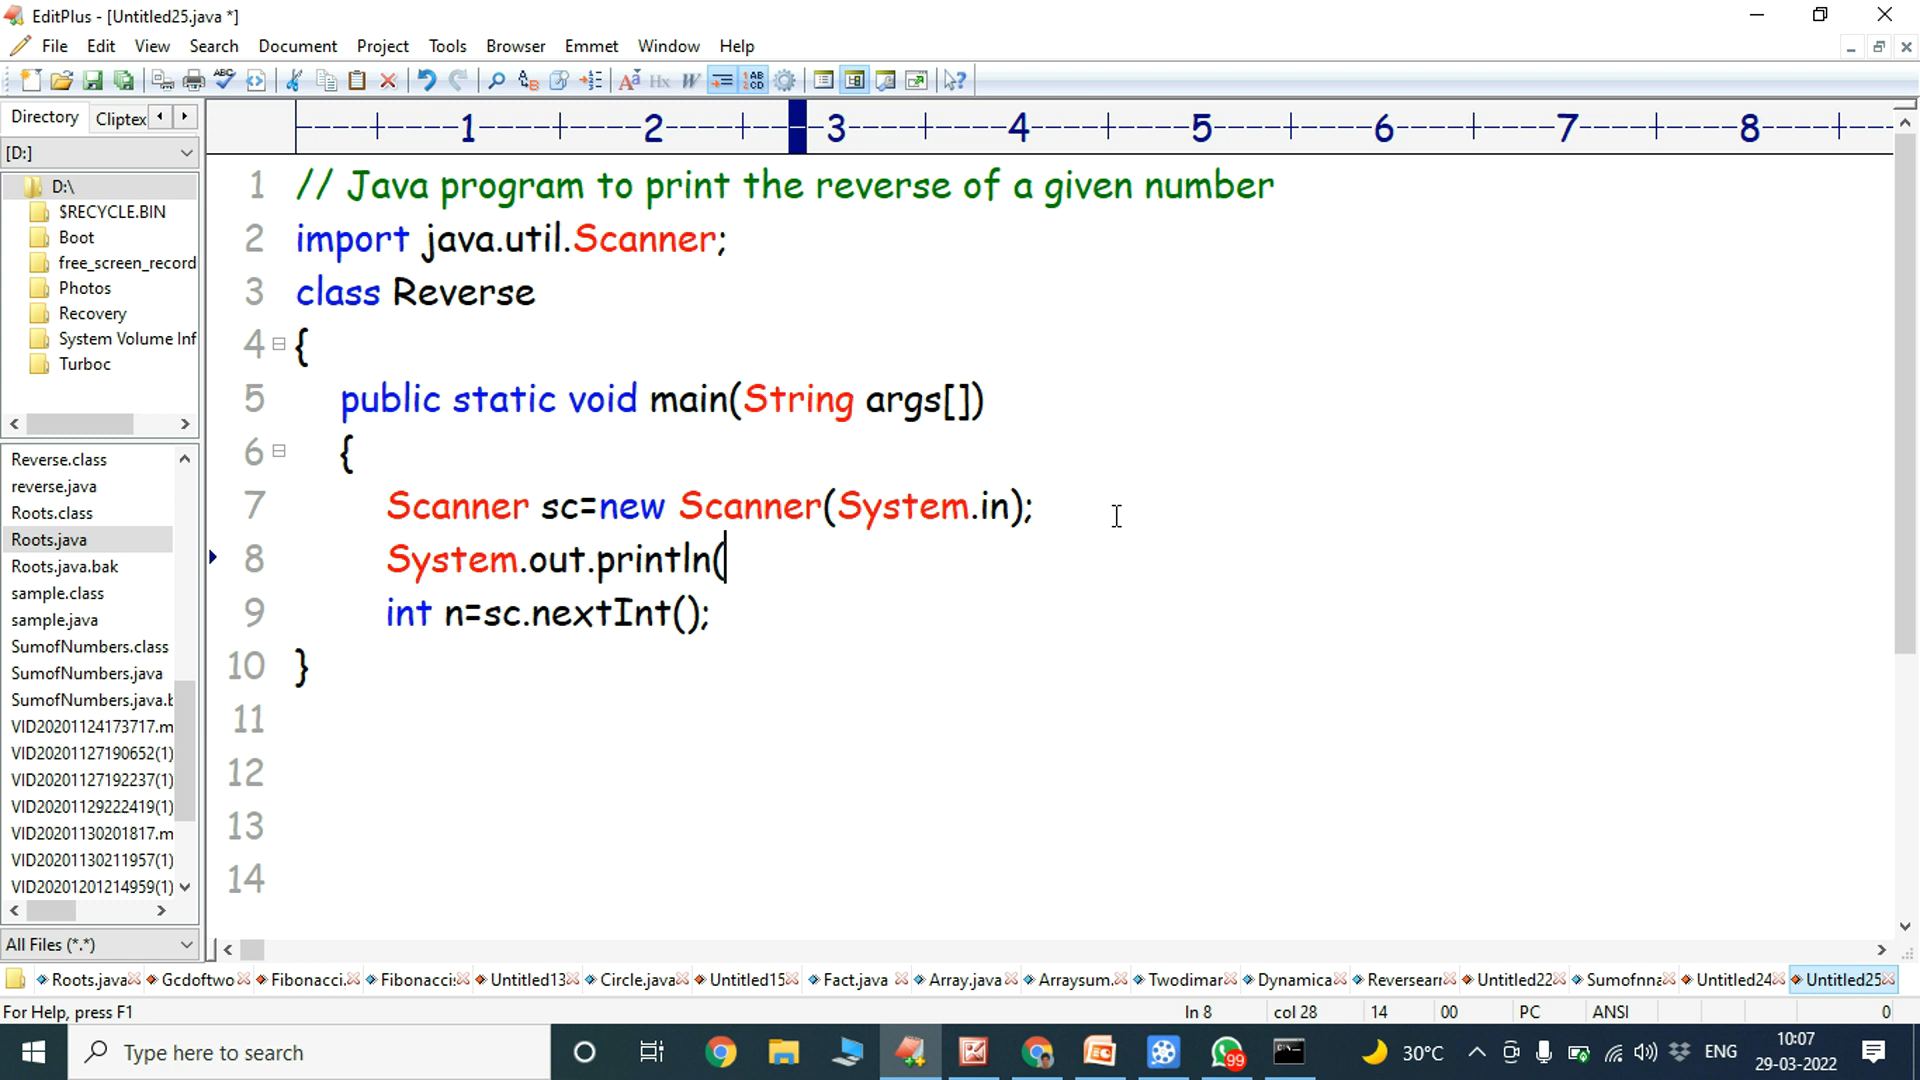 EditPlus - [Untitled25.java *]
File Edit View Search Document Project Tools Browser Emmet Window Help
Directory Cliptex
[D:]
D:\
$RECYCLE.BIN
Boot
free_screen_record
Photos
Recovery
System Volume Inf
Turboc
Reverse.class
reverse.java
Roots.class
Roots.java
Roots.java.bak
sample.class
sample.java
SumofNumbers.class
SumofNumbers.java
SumofNumbers.java.b
VID20201124173717.m
VID20201127190652(1)
VID20201127192237(1)
VID20201129222419(1)
VID20201130201817.m
VID20201130211957(1)
VID20201201214959(1)
All Files (*.*)
----+----1----+----2----+----3----+----4----+----5----+----6----+----7----+----8----+---
1 // Java program to print the reverse of a given number
2 import java.util.Scanner;
3 class Reverse
4 {
5 public static void main(String args[])
6 {
7 Scanner sc=new Scanner(System.in);
8 System.out.println(
9 int n=sc.nextInt();
10 }
11
12
13
14
Roots.java Gcdoftwo Fibonacci. Fibonacci: Untitled13 Circle.java Untitled15 Fact.java Array.java Arraysum. Twodimar Dynamica Reversearr Untitled22 Sumofnna Untitled24 Untitled25
For Help, press F1 ln 8 col 28 14 00 PC ANSI 0
Type here to search 99 30°C ENG 10:07
29-03-2022